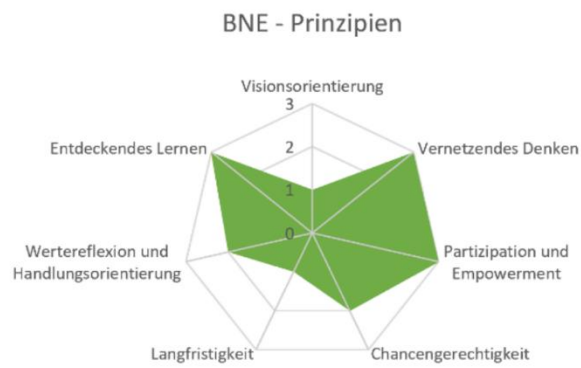 BNE - Prinzipien
Visionsorientierung
3
Entdeckendes Lernen
2
Vernetzendes Denken
1
0
Wertereflexion und
Handlungsorientierung
Partizipation und
Empowerment
Langfristigkeit
Chancengerechtigkeit